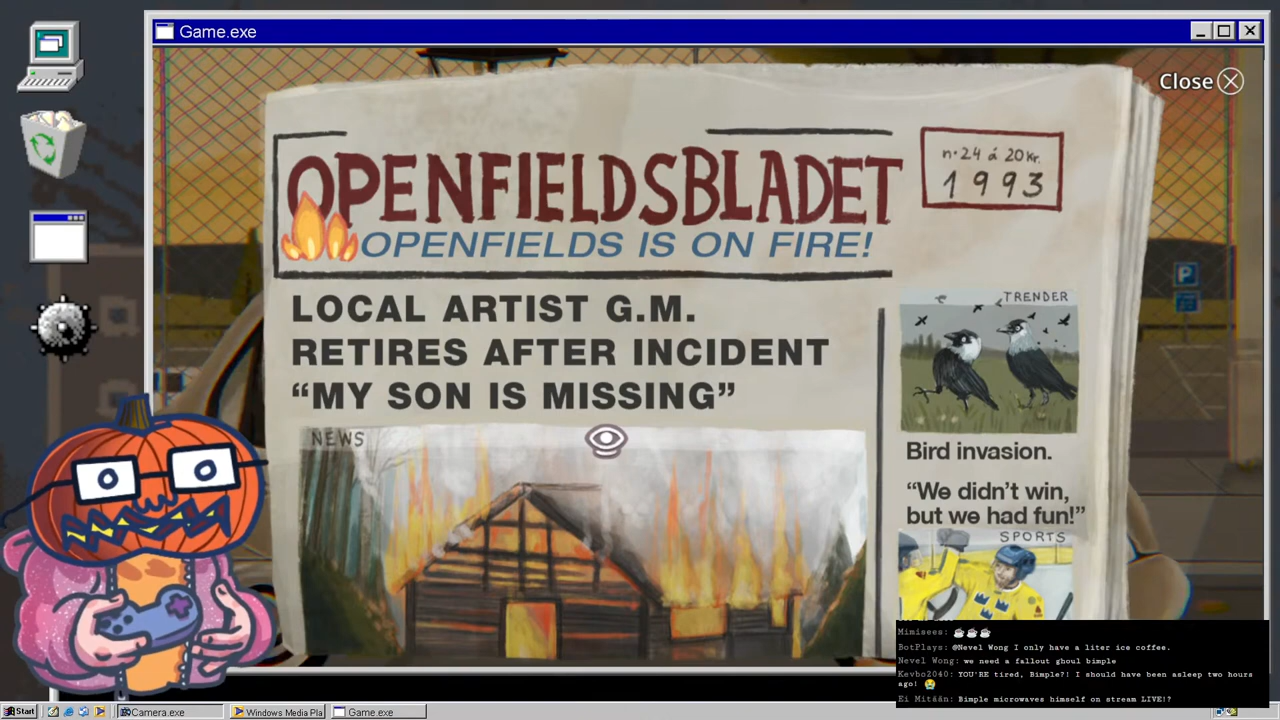 Game.exe
Close
OPENFIELDSBLADET
n·24 á 20kr.
1993
OPENFIELDS IS ON FIRE!
LOCAL ARTIST G.M.
RETIRES AFTER INCIDENT
“MY SON IS MISSING”
NEWS
TRENDER
Bird invasion.
“We didn’t win,
but we had fun!”
SPORTS
P
Mimisees: ☕☕☕
BotPlays: @Nevel Wong I only have a liter ice coffee.
Nevel Wong: we need a fallout ghoul bimple
Kevbo2040: YOU'RE tired, Bimple?! I should have been asleep two hours
ago! 😭
Ei Mitään: Bimple microwaves himself on stream LIVE!?
Start
Camera.exe
Windows Media Pla
Game.exe